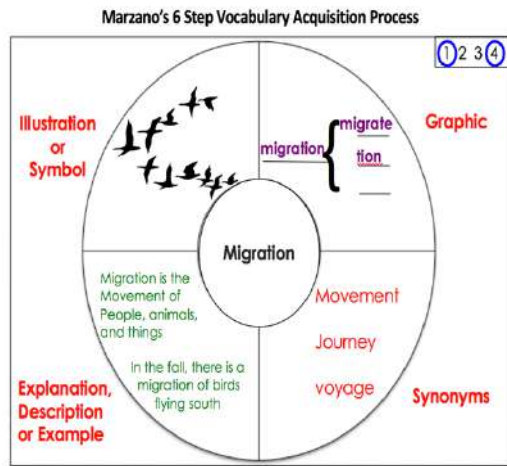 Marzano's 6 Step Vocabulary Acquisition Process
1 2 3 4
Illustration
or
Symbol
migration
migrate
tion
Graphic
Migration
Migration is the
Movement of
People, animals,
and things
In the fall, there is a
migration of birds
flying south
Explanation,
Description
or Example
Movement
Journey
voyage
Synonyms